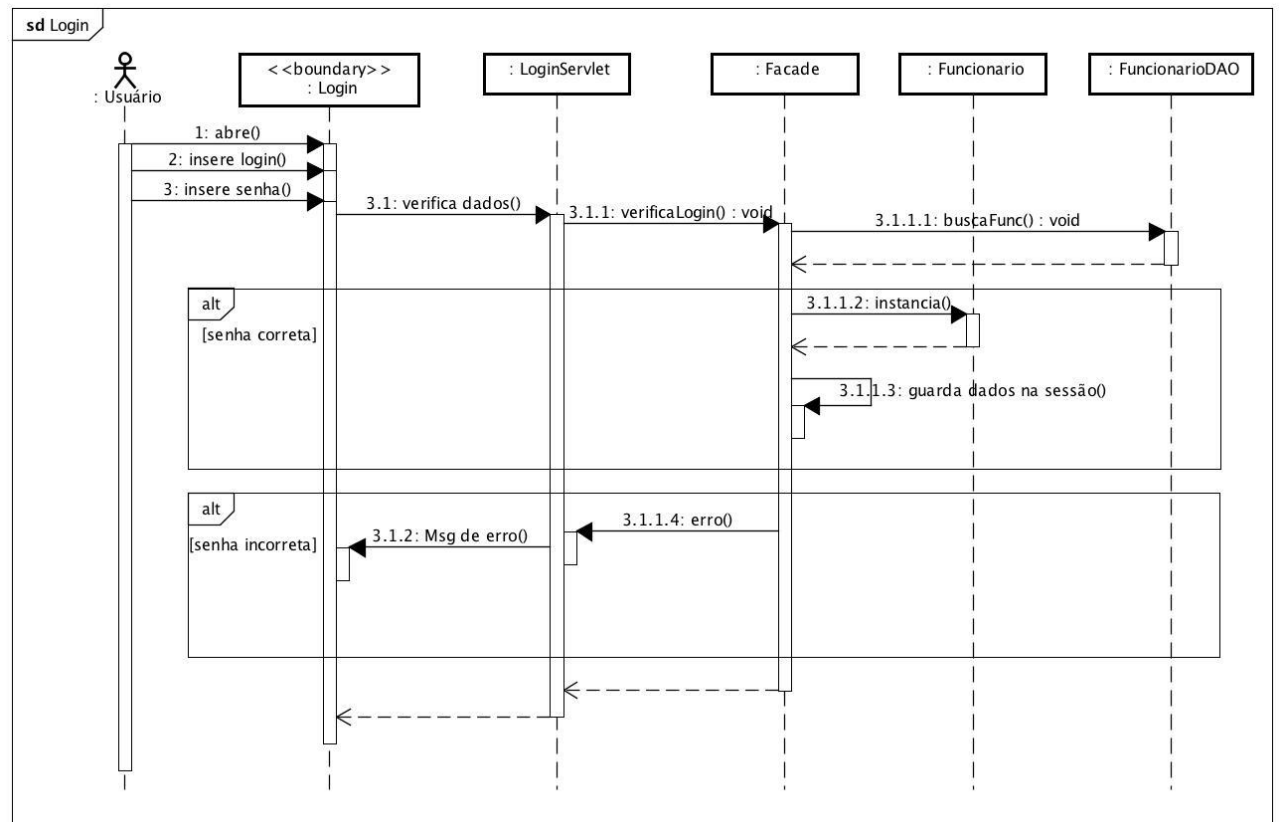 sd Login
: Usuário
<<boundary>>
: Login
: LoginServlet
: Facade
: Funcionario
: FuncionarioDAO
1: abre()
2: insere login()
3: insere senha()
3.1: verifica dados()
3.1.1: verificaLogin() : void
3.1.1.1: buscaFunc() : void
alt
[senha correta]
3.1.1.2: instancia()
3.1.1.3: guarda dados na sessão()
alt
[senha incorreta]
3.1.1.4: erro()
3.1.2: Msg de erro()